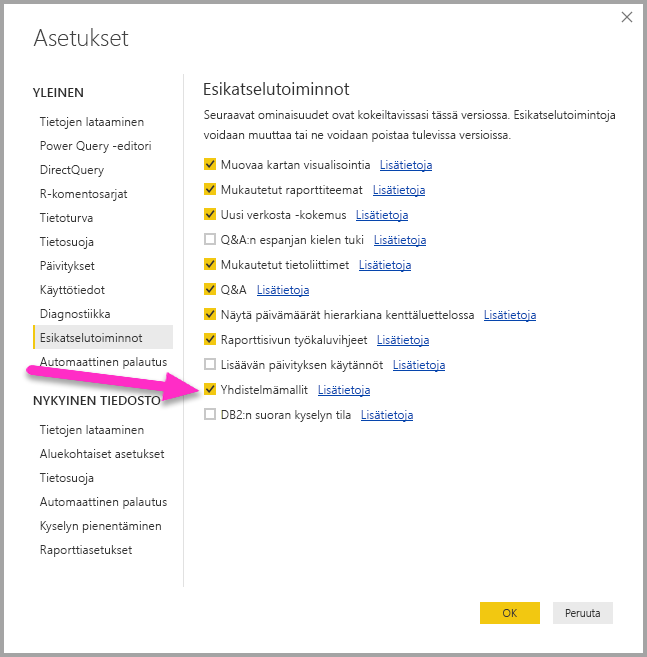 Asetukset
YLEINEN
Tietojen lataaminen
Power Query -editori
DirectQuery
R-komentosarjat
Tietoturva
Tietosuoja
Päivitykset
Käyttötiedot
Diagnostiikka
Esikatselutoiminnot
Automaattinen palautus
NYKYINEN TIEDOSTO
Tietojen lataaminen
Aluekohtaiset asetukset
Tietosuoja
Automaattinen palautus
Kyselyn pienentäminen
Raporttiasetukset
Esikatselutoiminnot
Seuraavat ominaisuudet ovat kokeiltavissasi tässä versiossa. Esikatselutoimintoja
voidaan muuttaa tai ne voidaan poistaa tulevissa versioissa.
Muovaa kartan visualisointia Lisätietoja
Mukautetut raporttiteemat Lisätietoja
Uusi verkosta -kokemus Lisätietoja
Q&A:n espanjan kielen tuki Lisätietoja
Mukautetut tietoliittimet Lisätietoja
Q&A Lisätietoja
Näytä päivämäärät hierarkiana kenttäluettelossa Lisätietoja
Raporttisivun työkaluvihjeet Lisätietoja
Lisäävän päivityksen käytännöt Lisätietoja
Yhdistelmämallit Lisätietoja
DB2:n suoran kyselyn tila Lisätietoja
OK
Peruuta